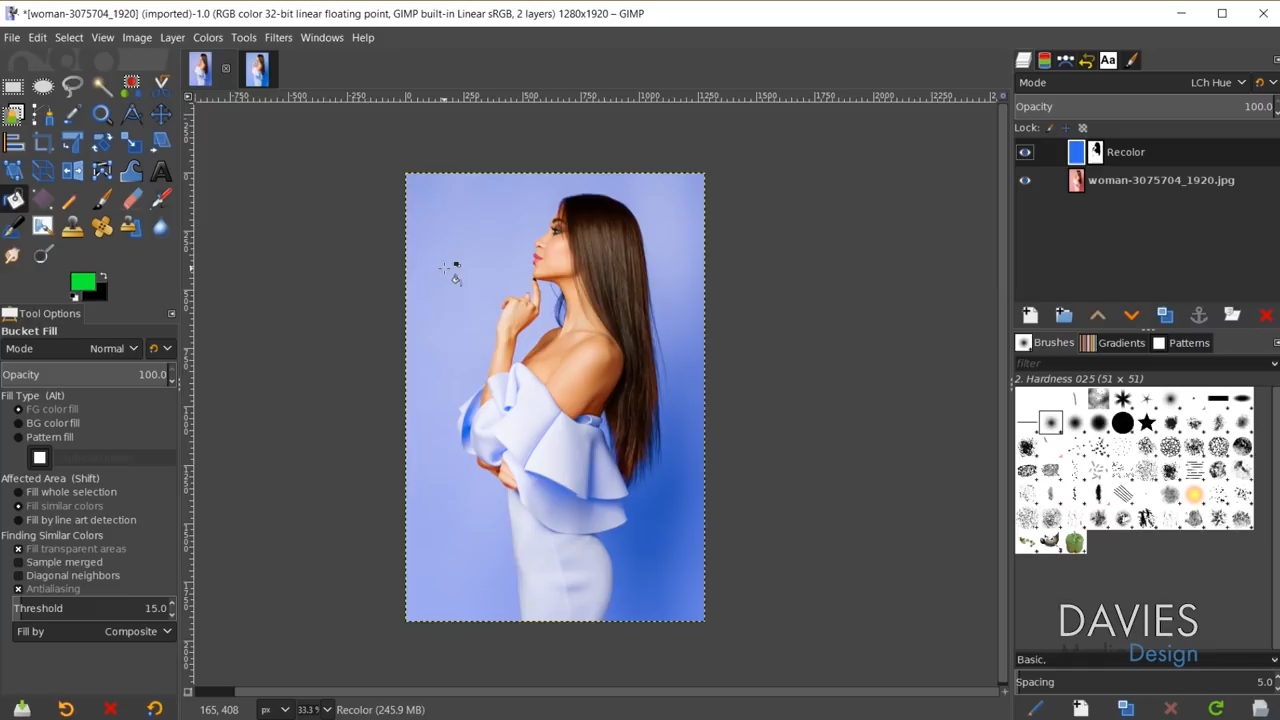 *[woman-3075704_1920] (imported)-1.0 (RGB color 32-bit linear floating point, GIMP built-in Linear sRGB, 2 layers) 1280x1920 – GIMP
File Edit Select View Image Layer Colors Tools Filters Windows Help
Mode LCh Hue
Opacity 100.0
Lock:
Recolor
woman-3075704_1920.jpg
Tool Options
Bucket Fill
Mode Normal
Opacity 100.0
Fill Type (Alt)
FG color fill
BG color fill
Pattern fill
Affected Area (Shift)
Fill whole selection
Fill similar colors
Fill by line art detection
Finding Similar Colors
Fill transparent areas
Sample merged
Diagonal neighbors
Antialiasing
Threshold 15.0
Fill by Composite
Brushes Gradients Patterns
filter
2. Hardness 025 (51 × 51)
Basic.
Spacing 5.0
DAVIES
Media Design
165, 408 px 33.3 % Recolor (245.9 MB)